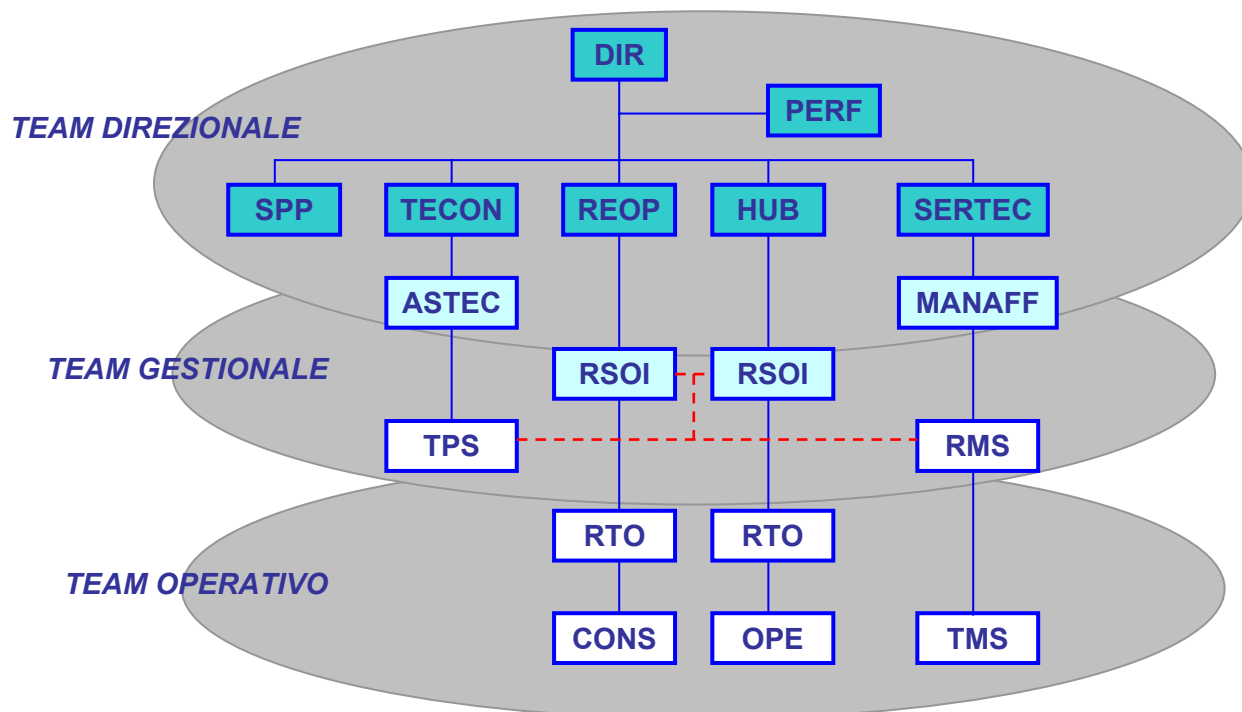 DIR
PERF
TEAM DIREZIONALE
SPP TECON REOP HUB SERTEC
ASTEC MANAFF
TEAM GESTIONALE
RSOI RSOI
TPS RMS
RTO RTO
TEAM OPERATIVO
CONS OPE TMS